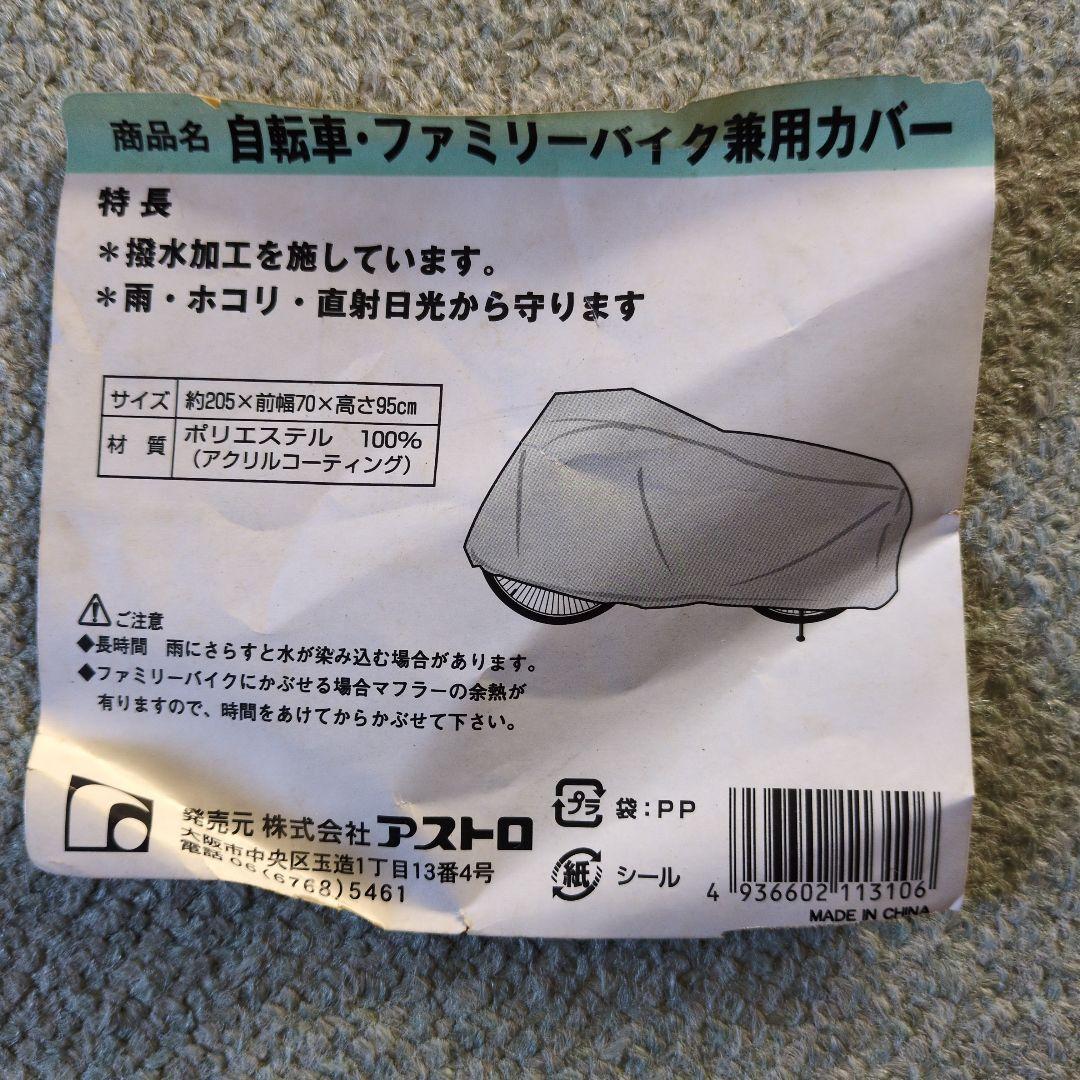 商品名 自転車・ファミリーバイク兼用カバー
特長
＊撥水加工を施しています。
＊雨・ホコリ・直射日光から守ります
サイズ 約205×前幅70×高さ95cm
材質 ポリエステル 100%
（アクリルコーティング）
ご注意
◆長時間 雨にさらすと水が染み込む場合があります。
◆ファミリーバイクにかぶせる場合マフラーの余熱が
有りますので、時間をあけてからかぶせて下さい。
発売元 株式会社アストロ
大阪市中央区玉造1丁目13番4号
電話 06(6768)5461
プラ 袋:PP
紙 シール
4 936602 113106
MADE IN CHINA